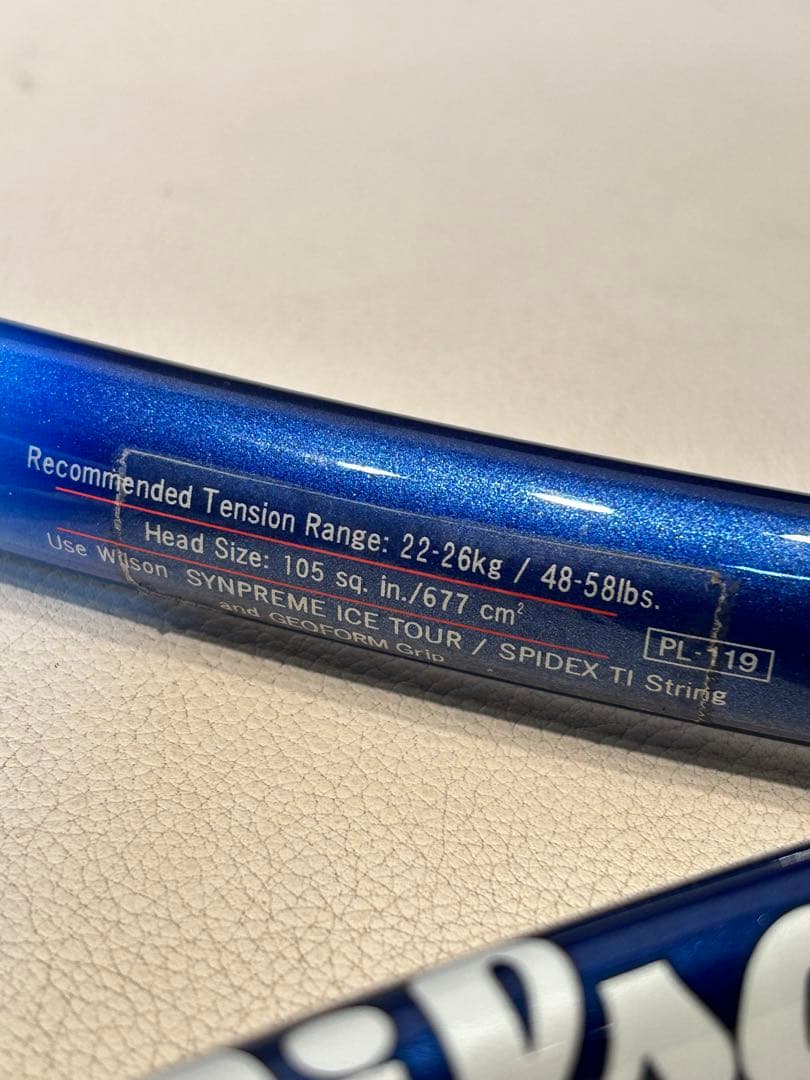 Recommended Tension Range: 22-26kg / 48-58lbs.
Head Size: 105 sq. in./677 cm²
PL-119
Use Wilson SYNPREME ICE TOUR / SPIDEX TI String
and GEOFORM Grip